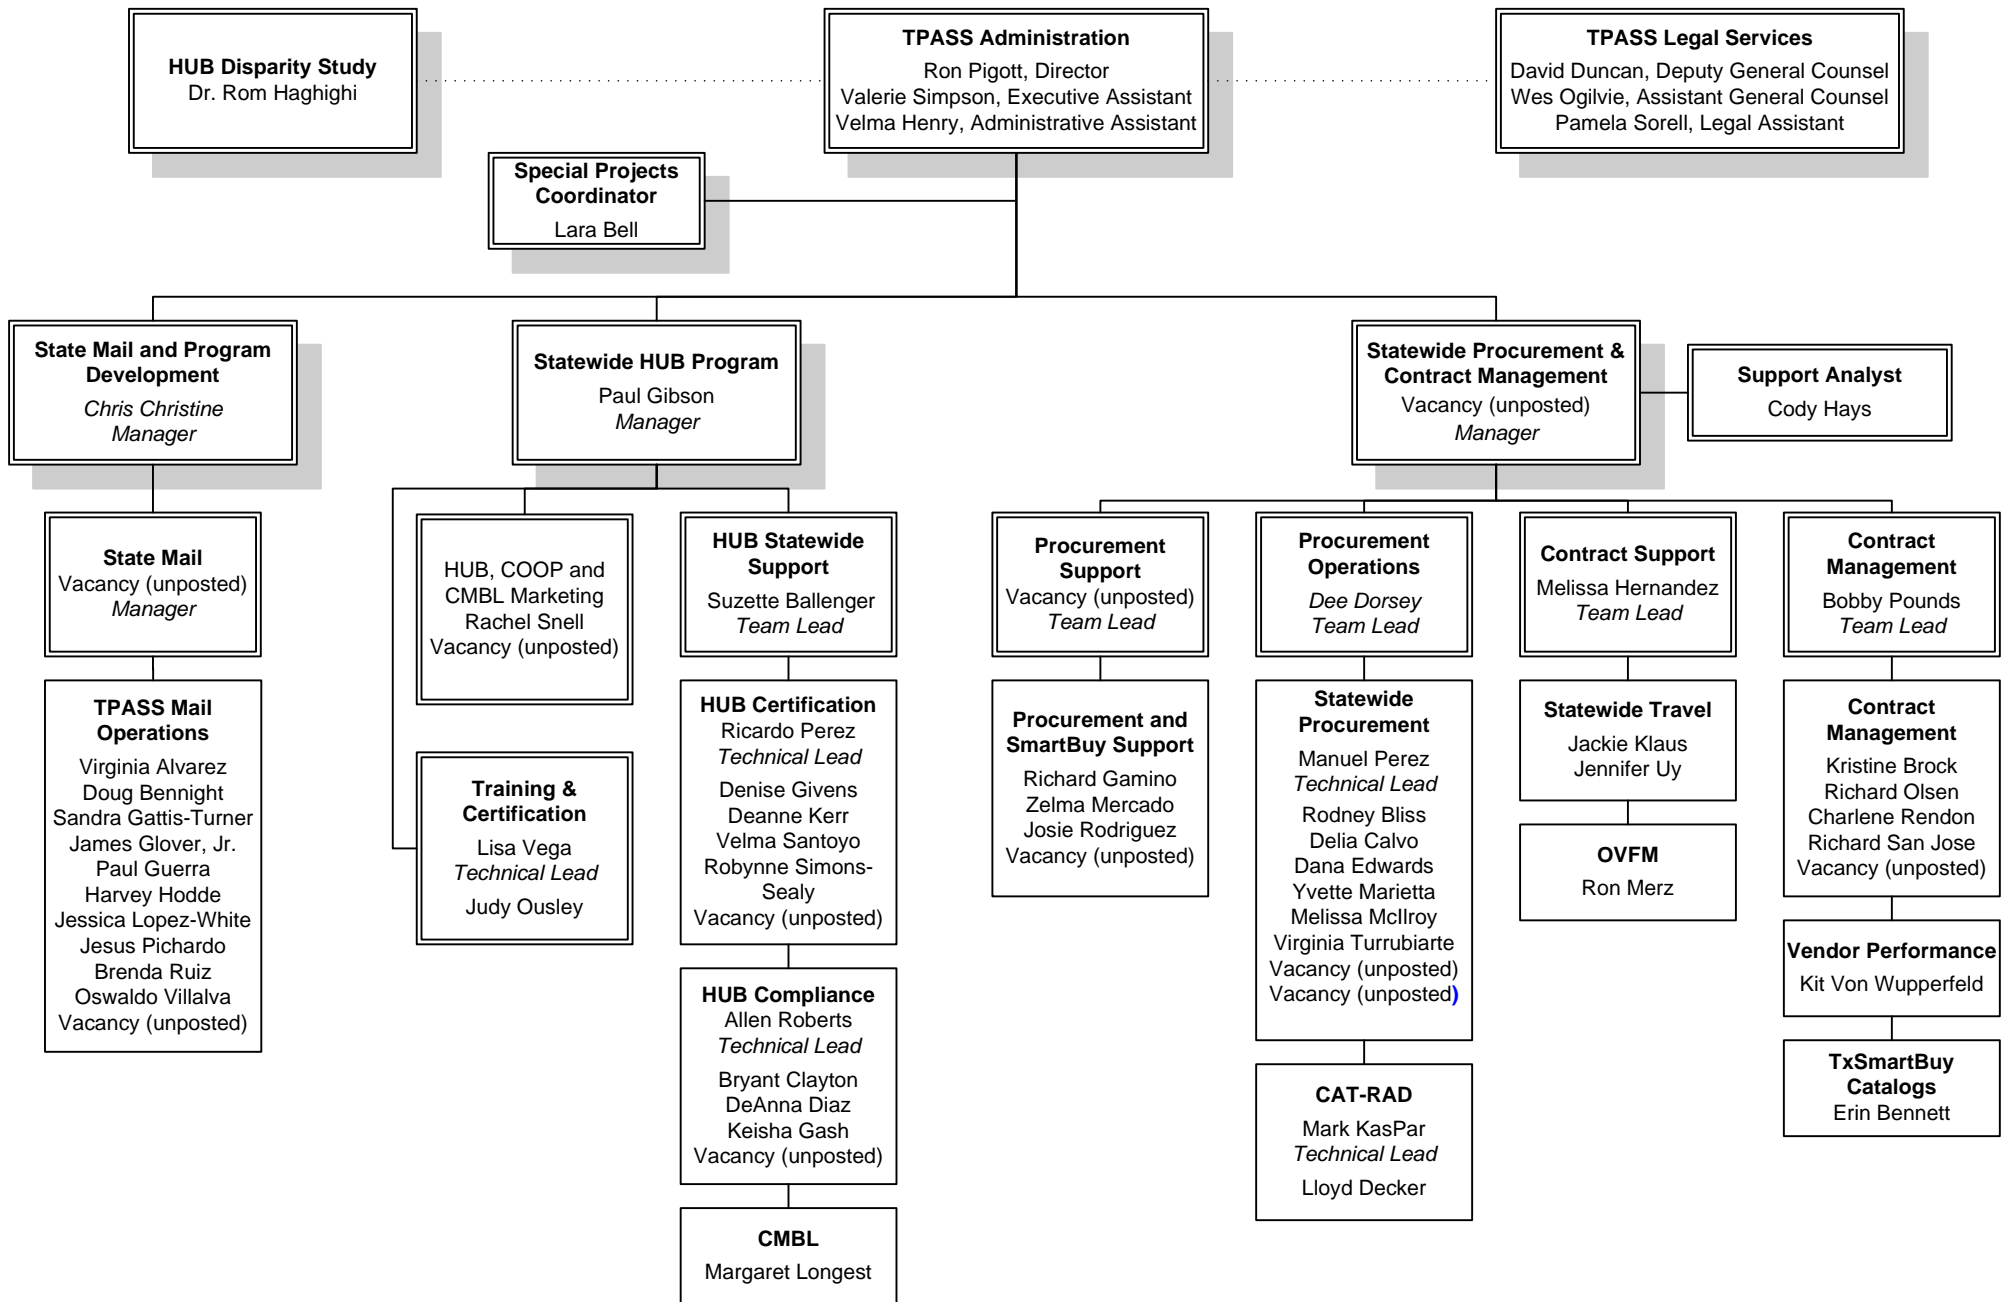 HUB Disparity Study
Dr. Rom Haghighi
TPASS Administration
Ron Pigott, Director
Valerie Simpson, Executive Assistant
Velma Henry, Administrative Assistant
TPASS Legal Services
David Duncan, Deputy General Counsel
Wes Ogilvie, Assistant General Counsel
Pamela Sorell, Legal Assistant
Special Projects
Coordinator
Lara Bell
State Mail and Program
Development
Chris Christine
Manager
Statewide HUB Program
Paul Gibson
Manager
Statewide Procurement &
Contract Management
Vacancy (unposted)
Manager
Support Analyst
Cody Hays
State Mail
Vacancy (unposted)
Manager
TPASS Mail
Operations
Virginia Alvarez
Doug Bennight
Sandra Gattis-Turner
James Glover, Jr.
Paul Guerra
Harvey Hodde
Jessica Lopez-White
Jesus Pichardo
Brenda Ruiz
Oswaldo Villalva
Vacancy (unposted)
HUB, COOP and
CMBL Marketing
Rachel Snell
Vacancy (unposted)
Training &
Certification
Lisa Vega
Technical Lead
Judy Ousley
HUB Statewide
Support
Suzette Ballenger
Team Lead
HUB Certification
Ricardo Perez
Technical Lead
Denise Givens
Deanne Kerr
Velma Santoyo
Robynne Simons-
Sealy
Vacancy (unposted)
HUB Compliance
Allen Roberts
Technical Lead
Bryant Clayton
DeAnna Diaz
Keisha Gash
Vacancy (unposted)
CMBL
Margaret Longest
Procurement
Support
Vacancy (unposted)
Team Lead
Procurement and
SmartBuy Support
Richard Gamino
Zelma Mercado
Josie Rodriguez
Vacancy (unposted)
Procurement
Operations
Dee Dorsey
Team Lead
Statewide
Procurement
Manuel Perez
Technical Lead
Rodney Bliss
Delia Calvo
Dana Edwards
Yvette Marietta
Melissa McIlroy
Virginia Turrubiarte
Vacancy (unposted)
Vacancy (unposted)
CAT-RAD
Mark KasPar
Technical Lead
Lloyd Decker
Contract Support
Melissa Hernandez
Team Lead
Statewide Travel
Jackie Klaus
Jennifer Uy
OVFM
Ron Merz
Contract
Management
Bobby Pounds
Team Lead
Contract
Management
Kristine Brock
Richard Olsen
Charlene Rendon
Richard San Jose
Vacancy (unposted)
Vendor Performance
Kit Von Wupperfeld
TxSmartBuy
Catalogs
Erin Bennett